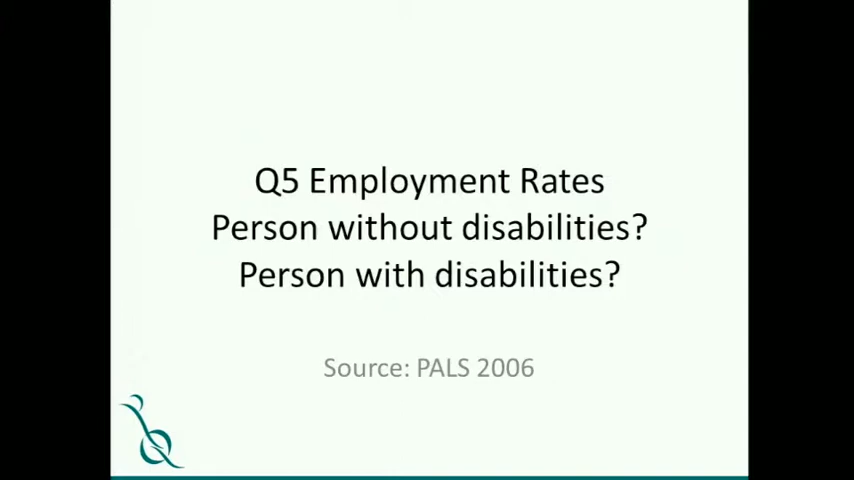 Q5 Employment Rates
Person without disabilities?
Person with disabilities?
Source: PALS 2006